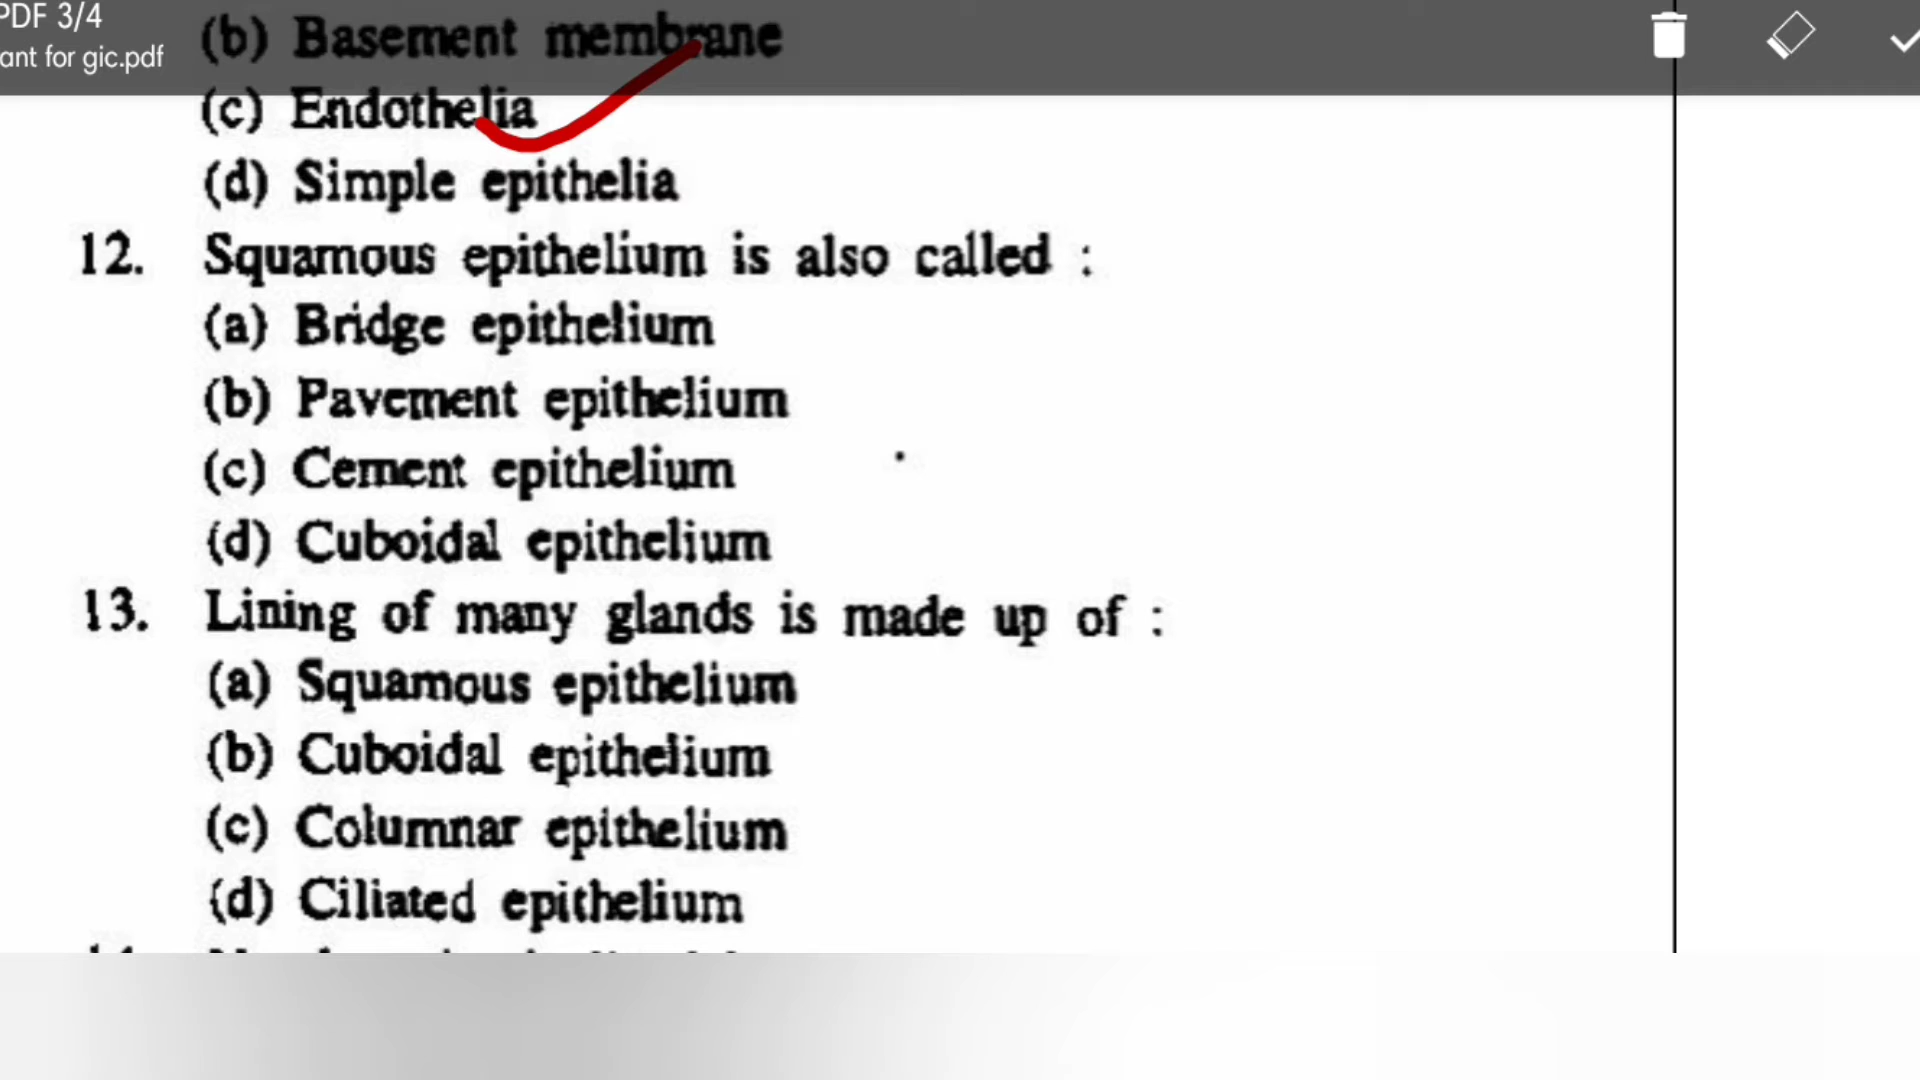 PDF 3/4
ant for gic.pdf
(b) Basement membrane
(c) Endothelia
(d) Simple epithelia
12. Squamous epithelium is also called :
(a) Bridge epithelium
(b) Pavement epithelium
(c) Cement epithelium
(d) Cuboidal epithelium
13. Lining of many glands is made up of :
(a) Squamous epithelium
(b) Cuboidal epithelium
(c) Columnar epithelium
(d) Ciliated epithelium